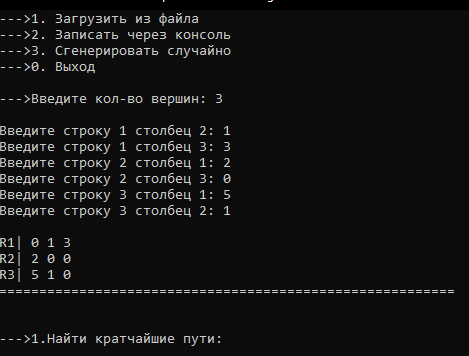 --->1. Загрузить из файла
--->2. Записать через консоль
--->3. Сгенерировать случайно
--->0. Выход
--->Введите кол-во вершин: 3
Введите строку 1 столбец 2: 1
Введите строку 1 столбец 3: 3
Введите строку 2 столбец 1: 2
Введите строку 2 столбец 3: 0
Введите строку 3 столбец 1: 5
Введите строку 3 столбец 2: 1
R1| 0 1 3
R2| 2 0 0
R3| 5 1 0
=========================================================
--->1.Найти кратчайшие пути: